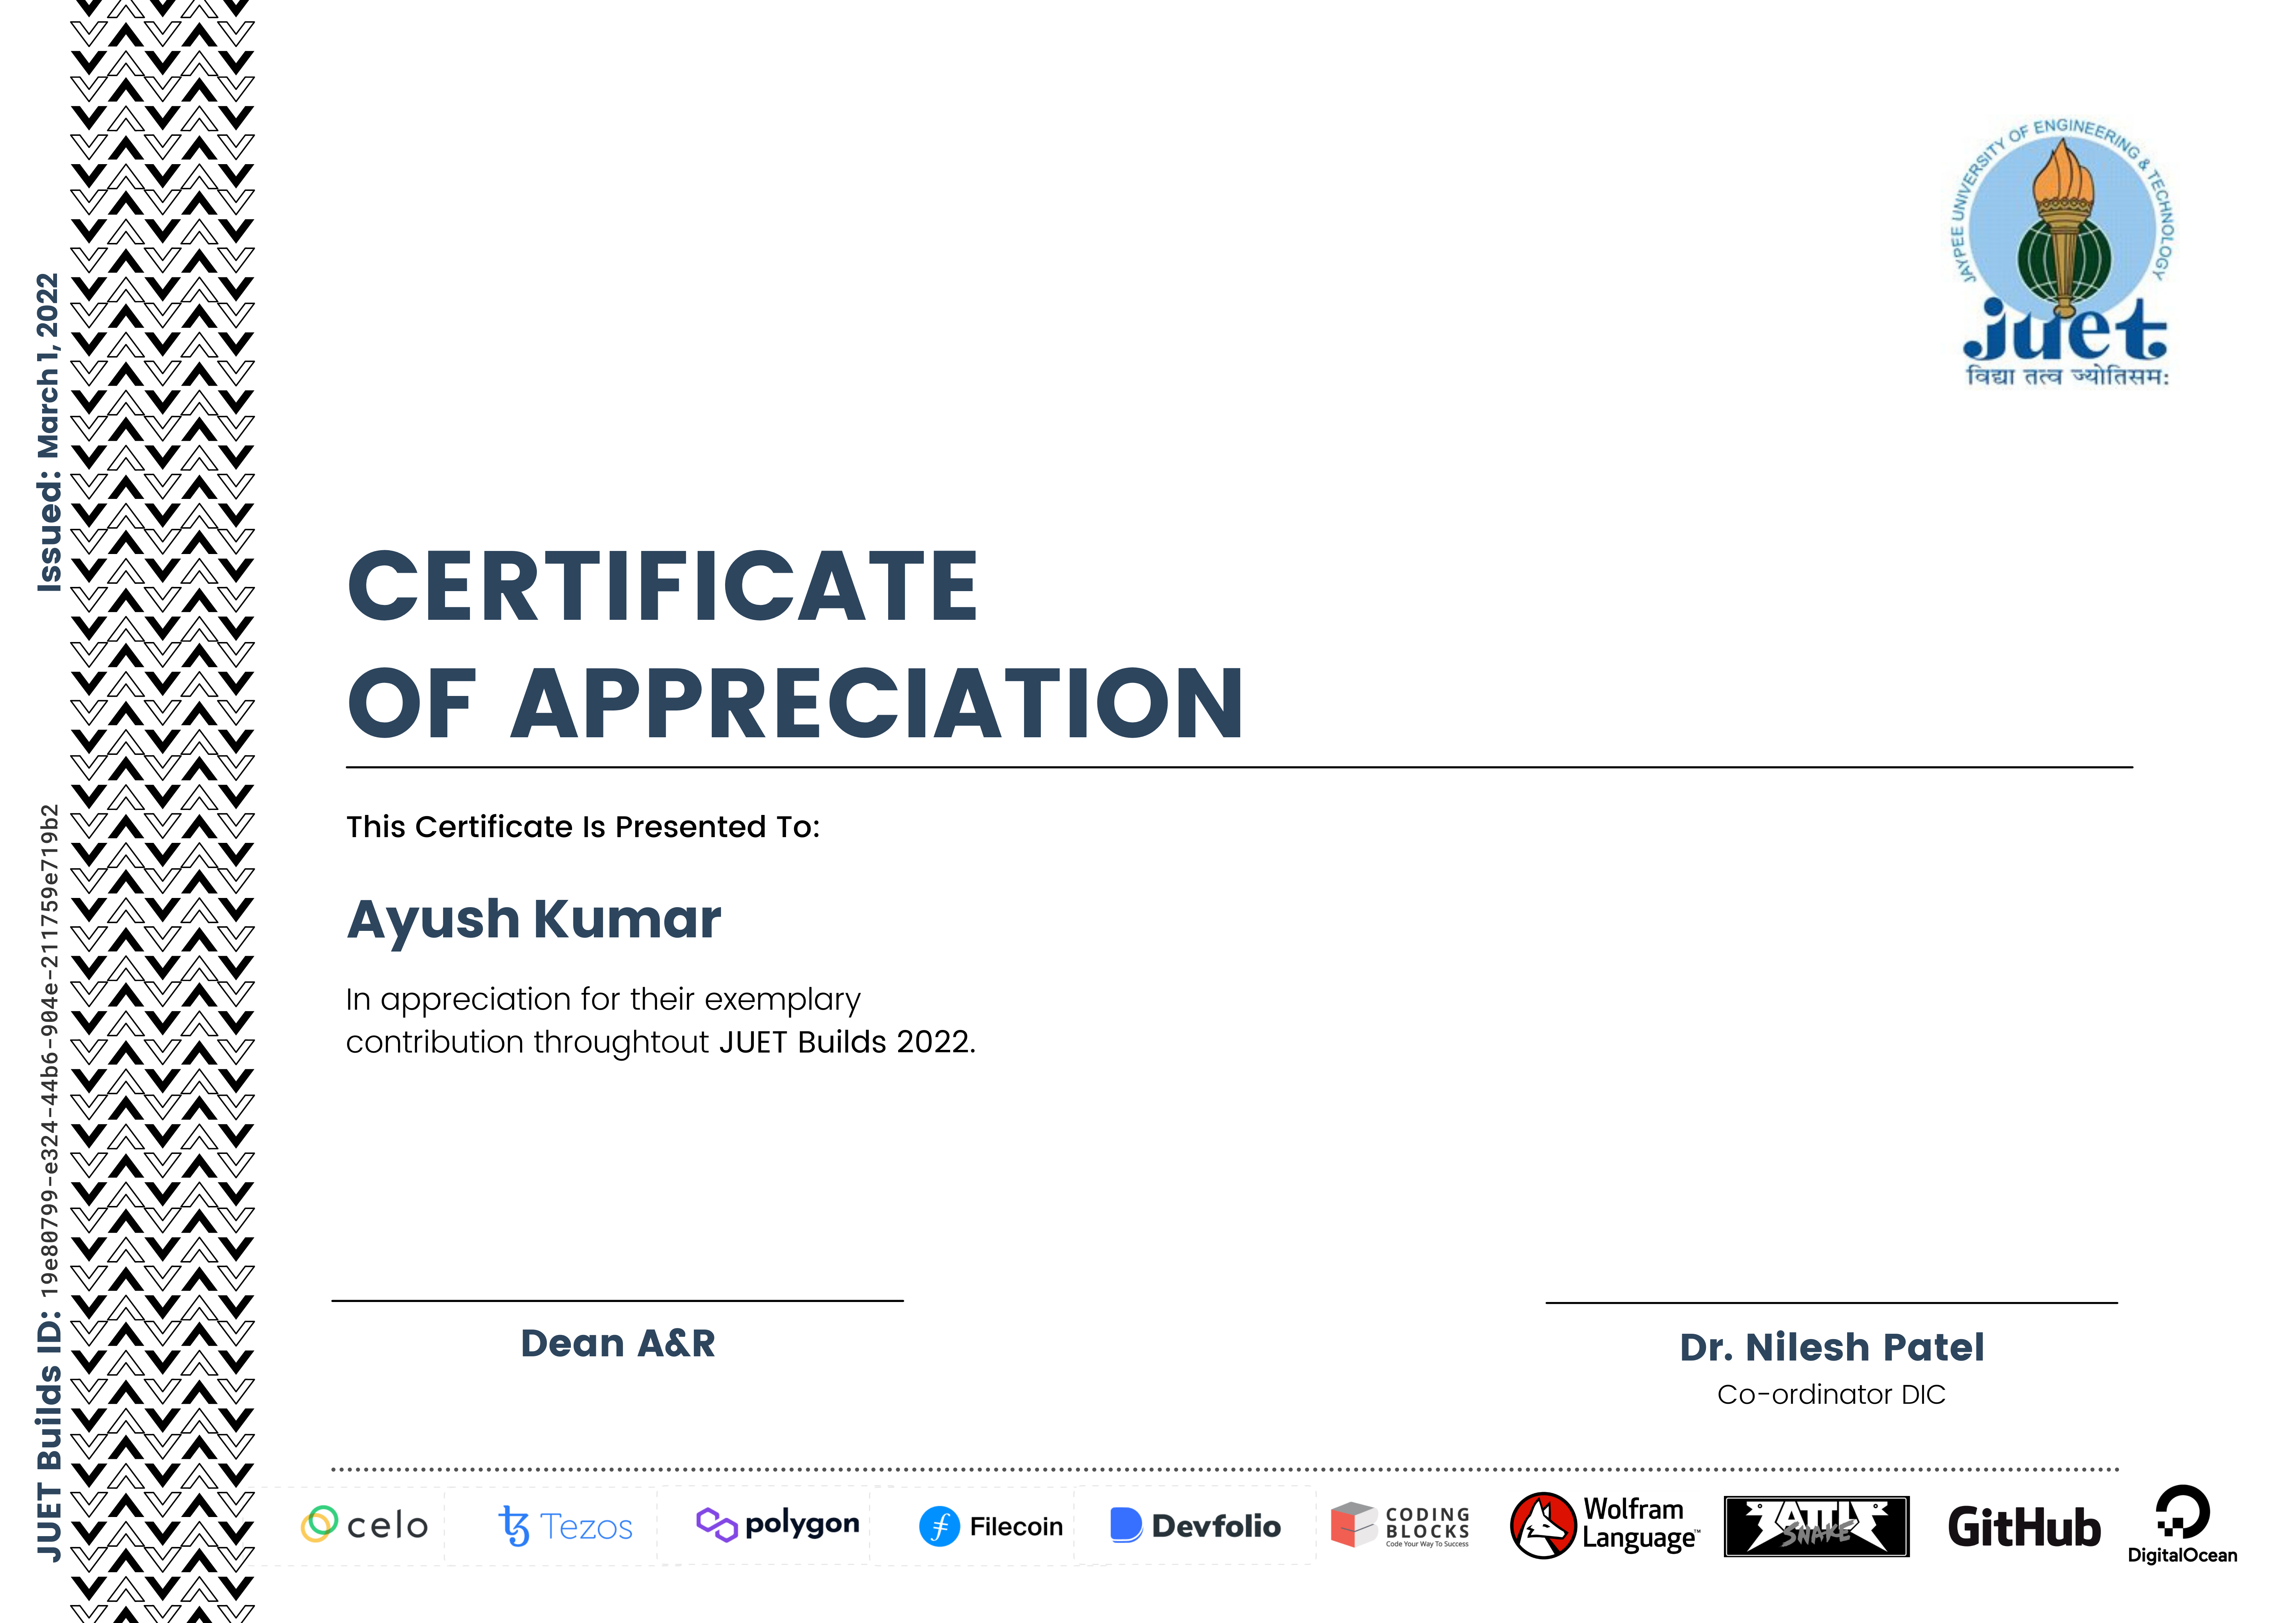 JAYPEE UNIVERSITY OF ENGINEERING & TECHNOLOGY
juet
विद्या तत्व ज्योतिसम:
Issued: March 1, 2022
JUET Builds ID: 19e80799-e324-44b6-904e-211759e719b2
CERTIFICATE
OF APPRECIATION
This Certificate Is Presented To:
Ayush Kumar
In appreciation for their exemplary
contribution throughtout JUET Builds 2022.
Dean A&R
Dr. Nilesh Patel
Co-ordinator DIC
celo
Tezos
polygon
Filecoin
Devfolio
CODING
BLOCKS
Code Your Way To Success
Wolfram
Language™
SNAKE
GitHub
DigitalOcean